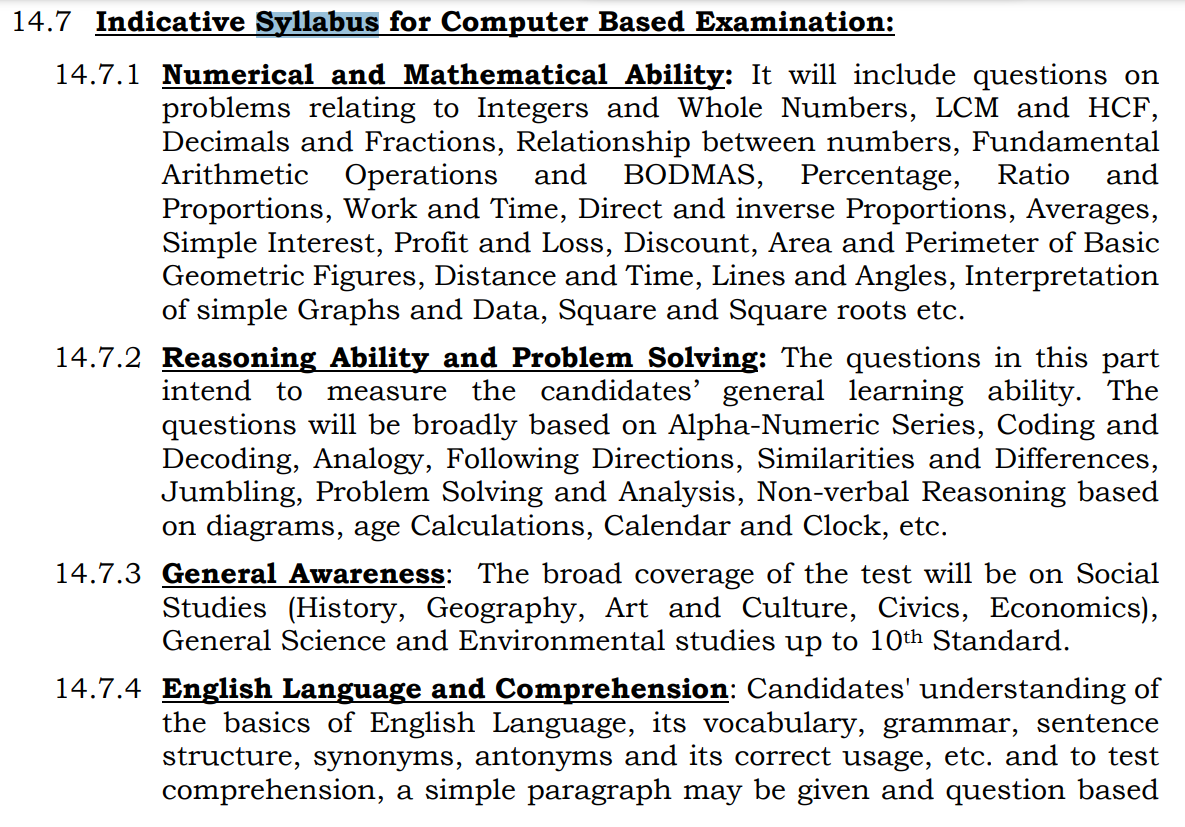 14.7 Indicative Syllabus for Computer Based Examination:
14.7.1 Numerical and Mathematical Ability: It will include questions on
problems relating to Integers and Whole Numbers, LCM and HCF,
Decimals and Fractions, Relationship between numbers, Fundamental
Arithmetic Operations and BODMAS, Percentage, Ratio and
Proportions, Work and Time, Direct and inverse Proportions, Averages,
Simple Interest, Profit and Loss, Discount, Area and Perimeter of Basic
Geometric Figures, Distance and Time, Lines and Angles, Interpretation
of simple Graphs and Data, Square and Square roots etc.
14.7.2 Reasoning Ability and Problem Solving: The questions in this part
intend to measure the candidates’ general learning ability. The
questions will be broadly based on Alpha-Numeric Series, Coding and
Decoding, Analogy, Following Directions, Similarities and Differences,
Jumbling, Problem Solving and Analysis, Non-verbal Reasoning based
on diagrams, age Calculations, Calendar and Clock, etc.
14.7.3 General Awareness: The broad coverage of the test will be on Social
Studies (History, Geography, Art and Culture, Civics, Economics),
General Science and Environmental studies up to 10th Standard.
14.7.4 English Language and Comprehension: Candidates' understanding of
the basics of English Language, its vocabulary, grammar, sentence
structure, synonyms, antonyms and its correct usage, etc. and to test
comprehension, a simple paragraph may be given and question based